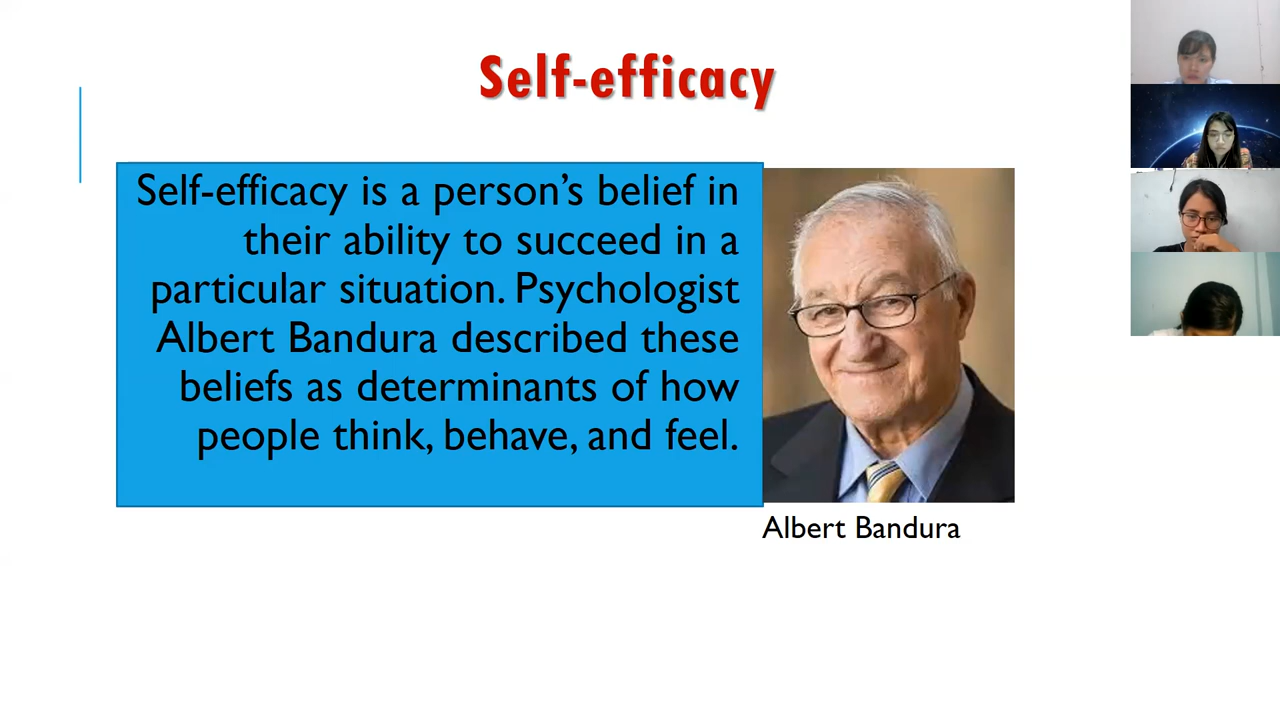 Self-efficacy
Self-efficacy is a person’s belief in
their ability to succeed in a
particular situation. Psychologist
Albert Bandura described these
beliefs as determinants of how
people think, behave, and feel.
Albert Bandura